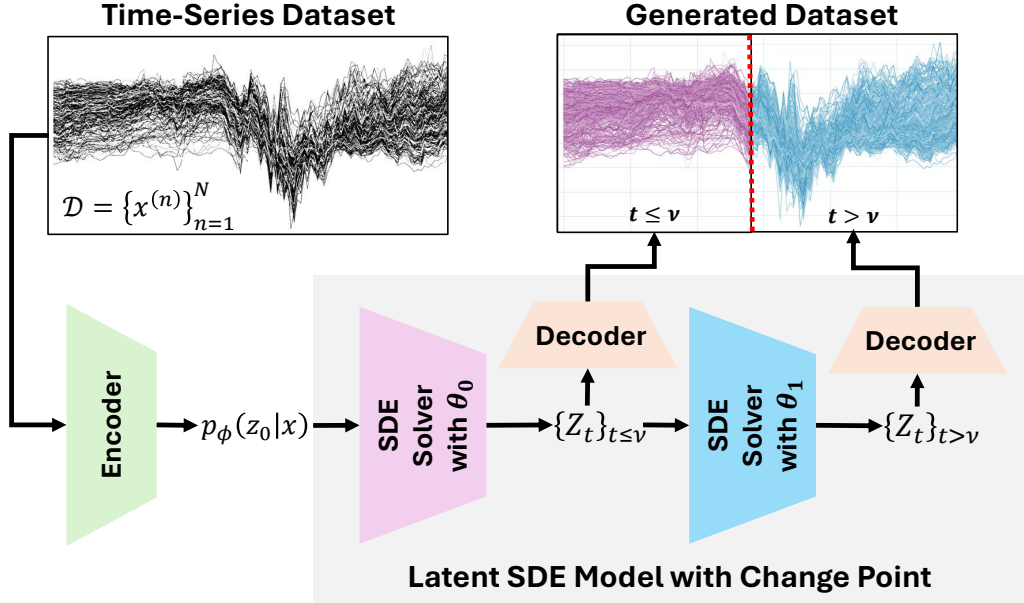 Time-Series Dataset
Generated Dataset
𝒟 = {x^(n)}_{n=1}^N
t ≤ ν
t > ν
Decoder
Decoder
Encoder
p_ϕ(z_0|x)
SDE
Solver
with θ_0
{Z_t}_{t≤ν}
SDE
Solver
with θ_1
{Z_t}_{t>ν}
Latent SDE Model with Change Point